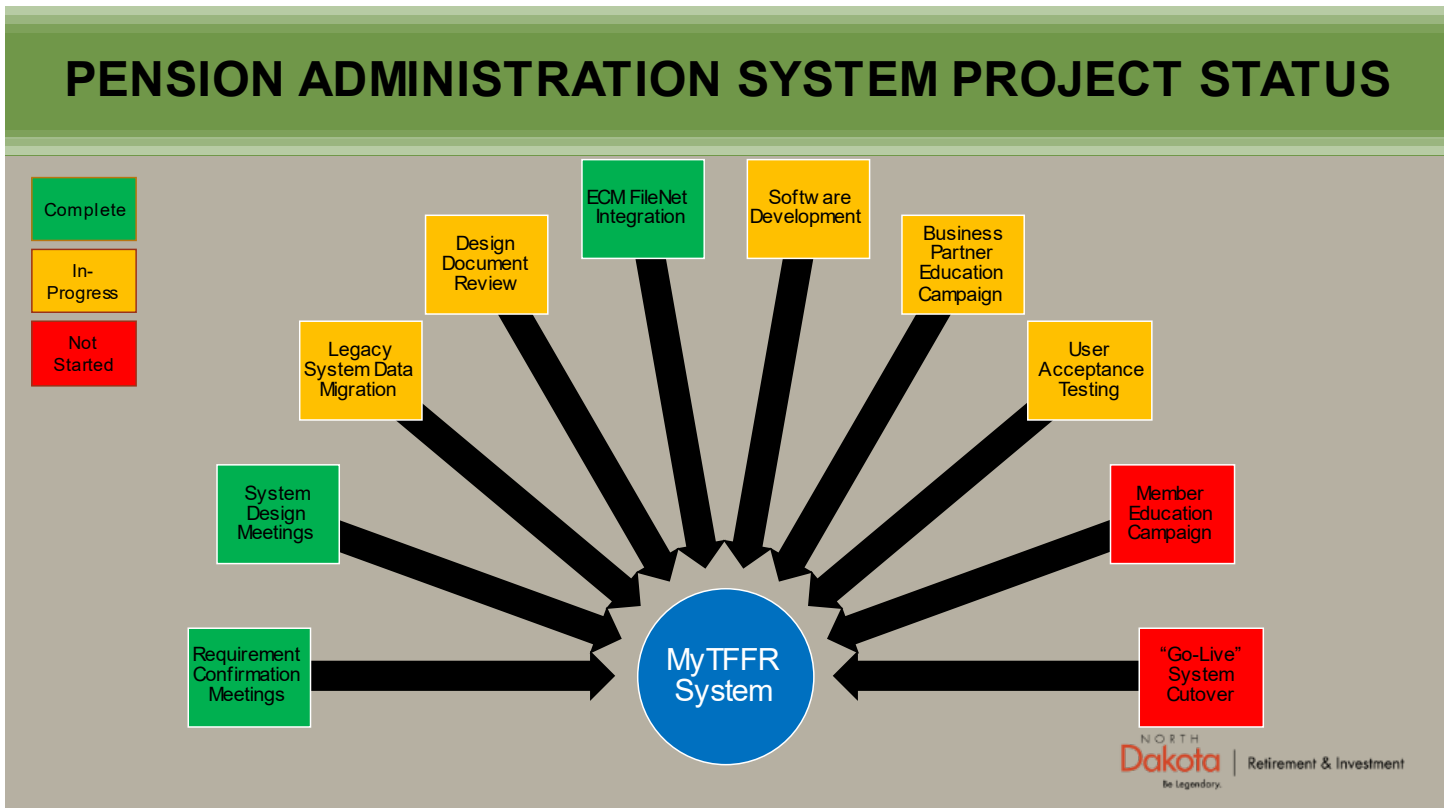 PENSION ADMINISTRATION SYSTEM PROJECT STATUS
Complete
In-
Progress
Not
Started
Requirement
Confirmation
Meetings
System
Design
Meetings
Legacy
System Data
Migration
Design
Document
Review
ECM FileNet
Integration
Software
Development
Business
Partner
Education
Campaign
User
Acceptance
Testing
Member
Education
Campaign
“Go-Live”
System
Cutover
MyTFFR
System
NORTH
Dakota
Be Legendary.
Retirement & Investment